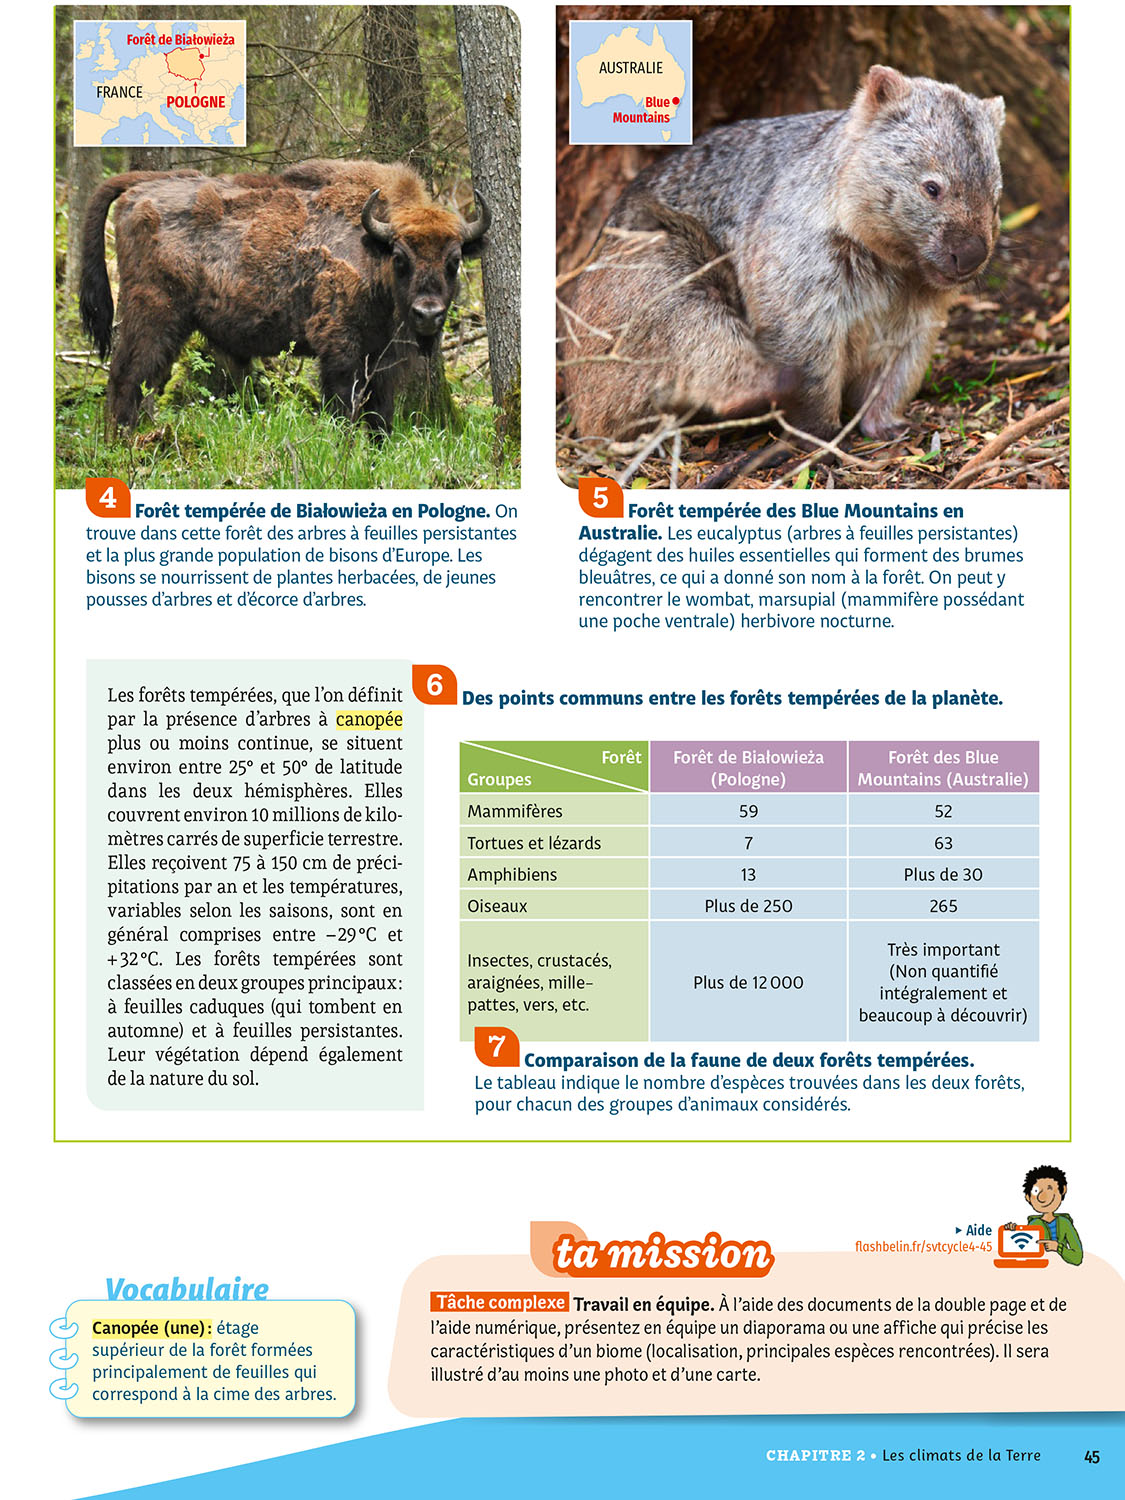 Forêt de Białowieża
FRANCE
POLOGNE
AUSTRALIE
Blue
Mountains
4 Forêt tempérée de Białowieża en Pologne. On
trouve dans cette forêt des arbres à feuilles persistantes
et la plus grande population de bisons d'Europe. Les
bisons se nourrissent de plantes herbacées, de jeunes
pousses d'arbres et d'écorce d'arbres.
5 Forêt tempérée des Blue Mountains en
Australie. Les eucalyptus (arbres à feuilles persistantes)
dégagent des huiles essentielles qui forment des brumes
bleuâtres, ce qui a donné son nom à la forêt. On peut y
rencontrer le wombat, marsupial (mammifère possédant
une poche ventrale) herbivore nocturne.
6 Des points communs entre les forêts tempérées de la planète.
Les forêts tempérées, que l'on définit
par la présence d'arbres à canopée
plus ou moins continue, se situent
environ entre 25° et 50° de latitude
dans les deux hémisphères. Elles
couvrent environ 10 millions de kilo-
mètres carrés de superficie terrestre.
Elles reçoivent 75 à 150 cm de préci-
pitations par an et les températures,
variables selon les saisons, sont en
général comprises entre –29 °C et
+32 °C. Les forêts tempérées sont
classées en deux groupes principaux :
à feuilles caduques (qui tombent en
automne) et à feuilles persistantes.
Leur végétation dépend également
de la nature du sol.
Forêt
Groupes
Forêt de Białowieża
(Pologne)
Forêt des Blue
Mountains (Australie)
Mammifères 59 52
Tortues et lézards 7 63
Amphibiens 13 Plus de 30
Oiseaux Plus de 250 265
Insectes, crustacés,
araignées, mille-
pattes, vers, etc.
Plus de 12 000
Très important
(Non quantifié
intégralement et
beaucoup à découvrir)
7 Comparaison de la faune de deux forêts tempérées.
Le tableau indique le nombre d'espèces trouvées dans les deux forêts,
pour chacun des groupes d'animaux considérés.
Vocabulaire
Canopée (une) : étage
supérieur de la forêt formées
principalement de feuilles qui
correspond à la cime des arbres.
ta mission
▸ Aide
flashbelin.fr/svtcycle4-45
Tâche complexe Travail en équipe. À l'aide des documents de la double page et de
l'aide numérique, présentez en équipe un diaporama ou une affiche qui précise les
caractéristiques d'un biome (localisation, principales espèces rencontrées). Il sera
illustré d'au moins une photo et d'une carte.
CHAPITRE 2 • Les climats de la Terre 45